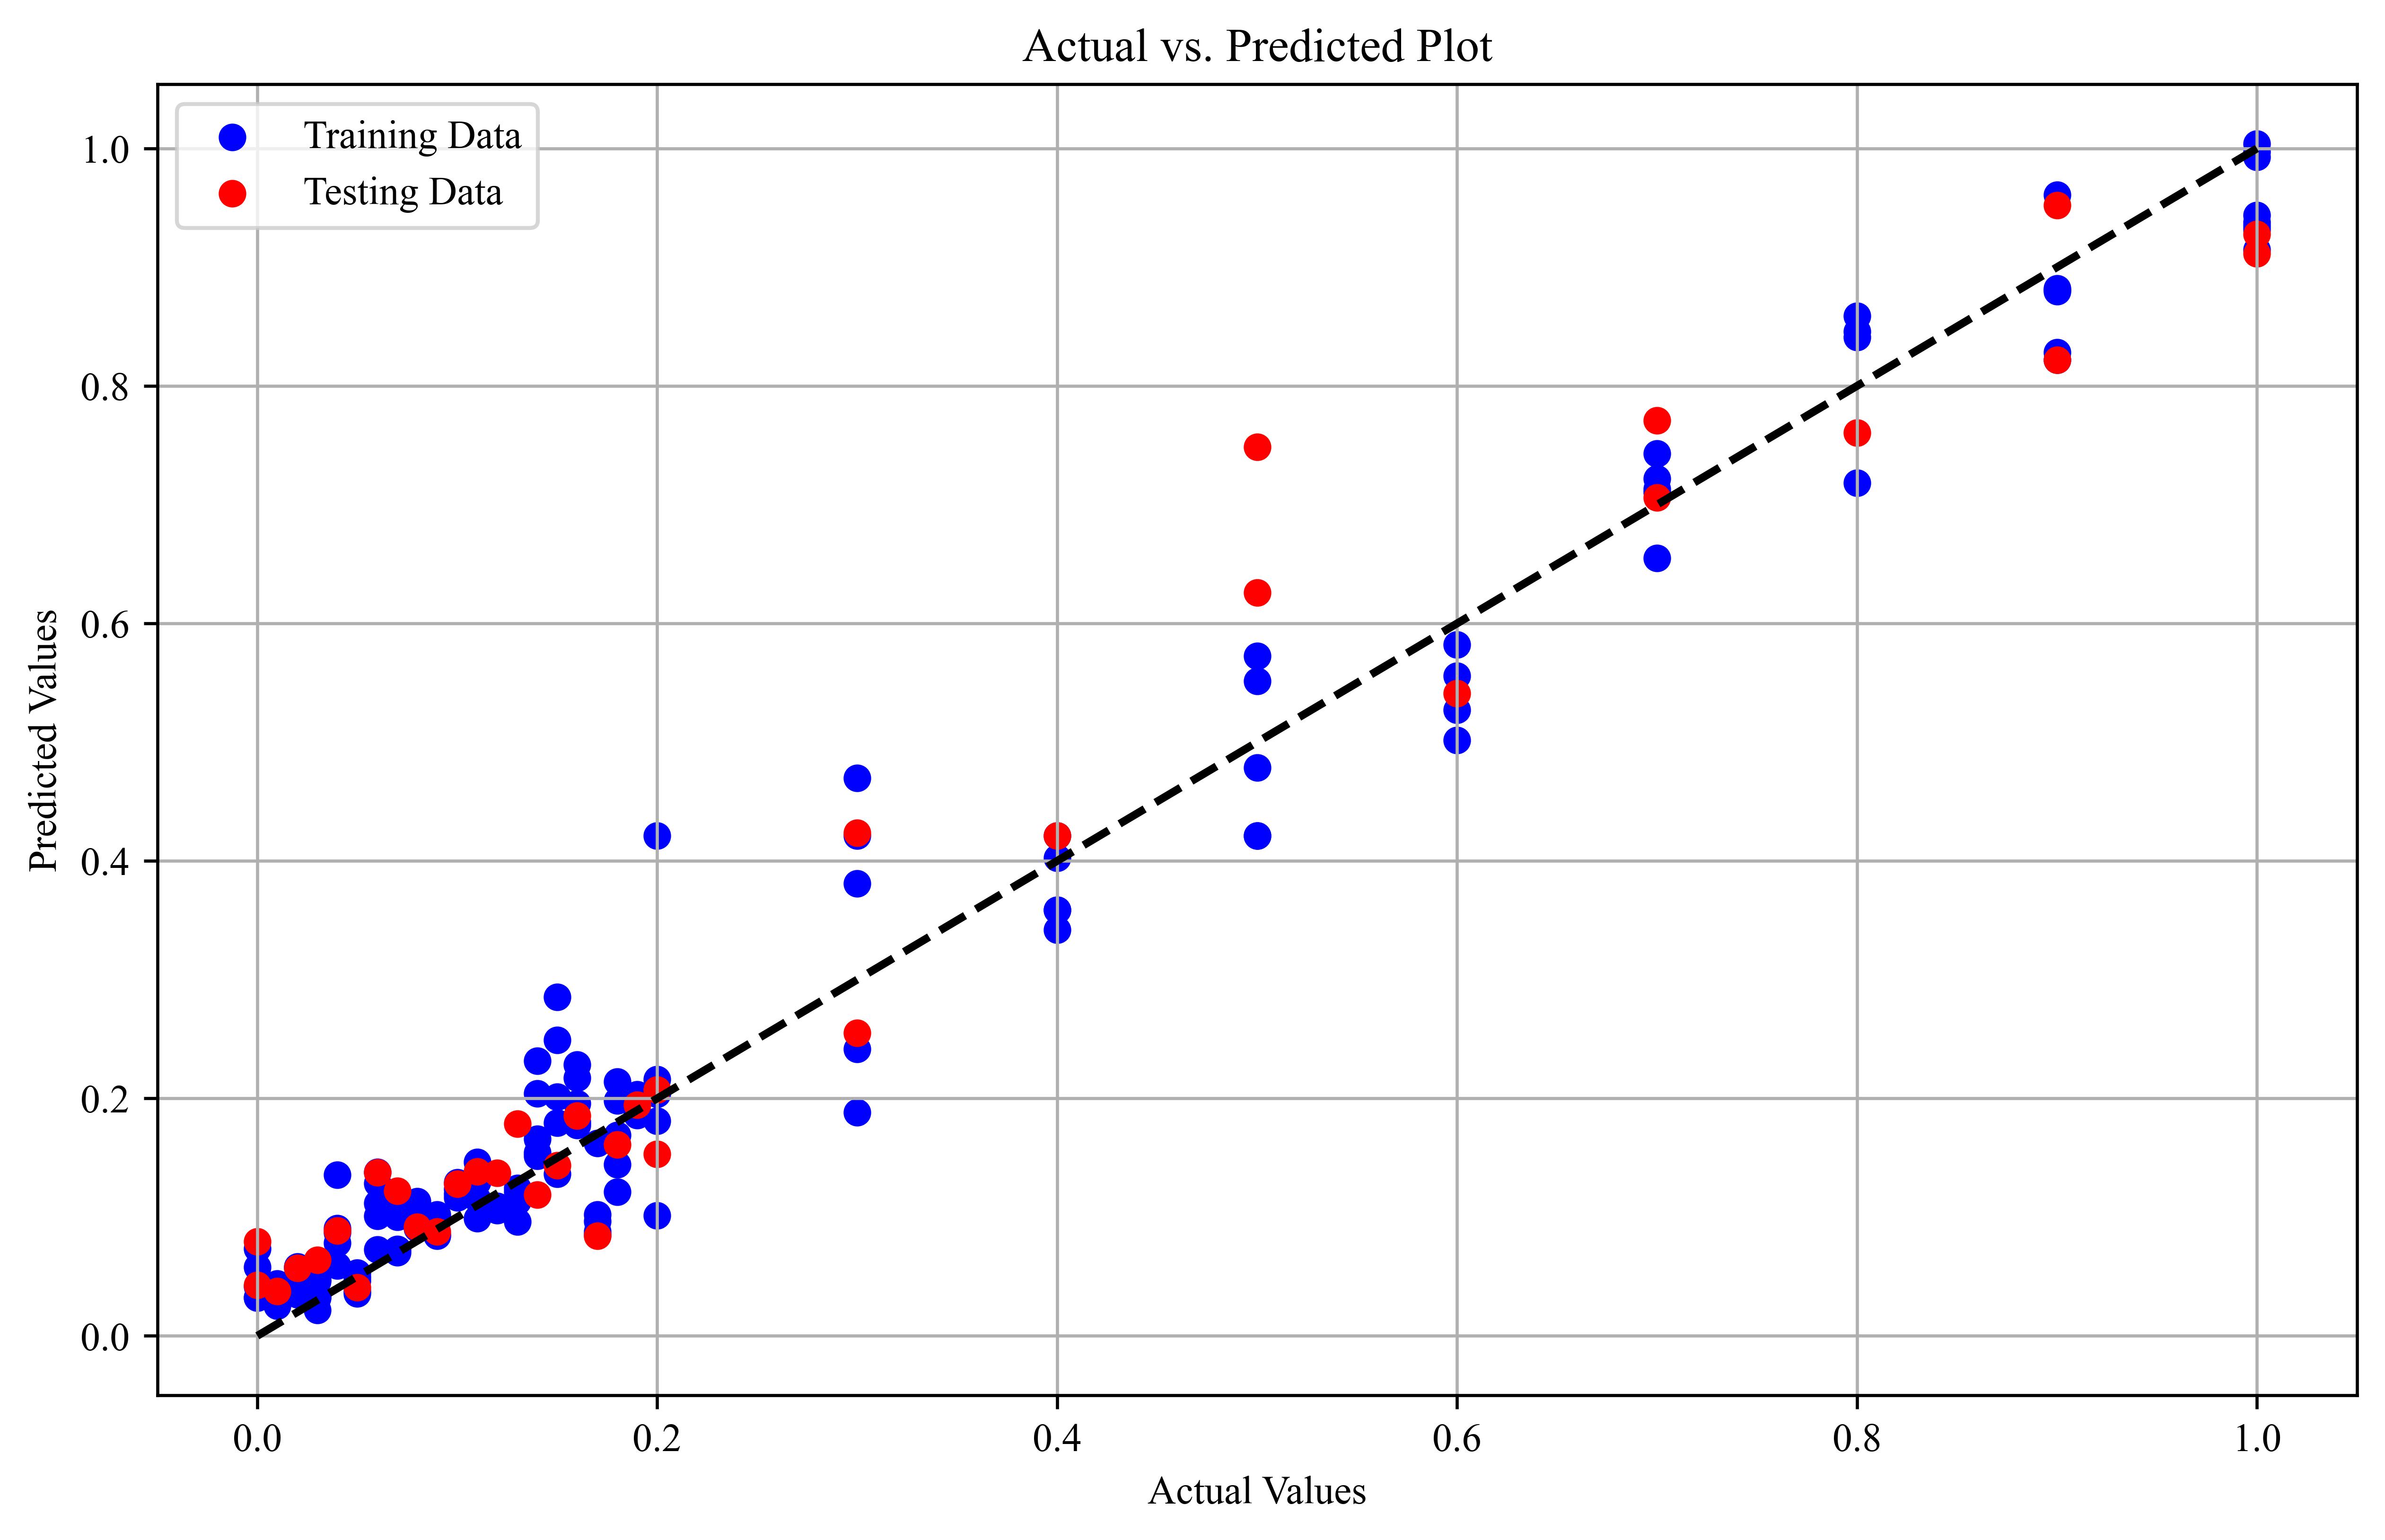 Actual vs. Predicted Plot
Training Data
Testing Data
Predicted Values
1.0
0.8
0.6
0.4
0.2
0.0
0.0 0.2 0.4 0.6 0.8 1.0
Actual Values